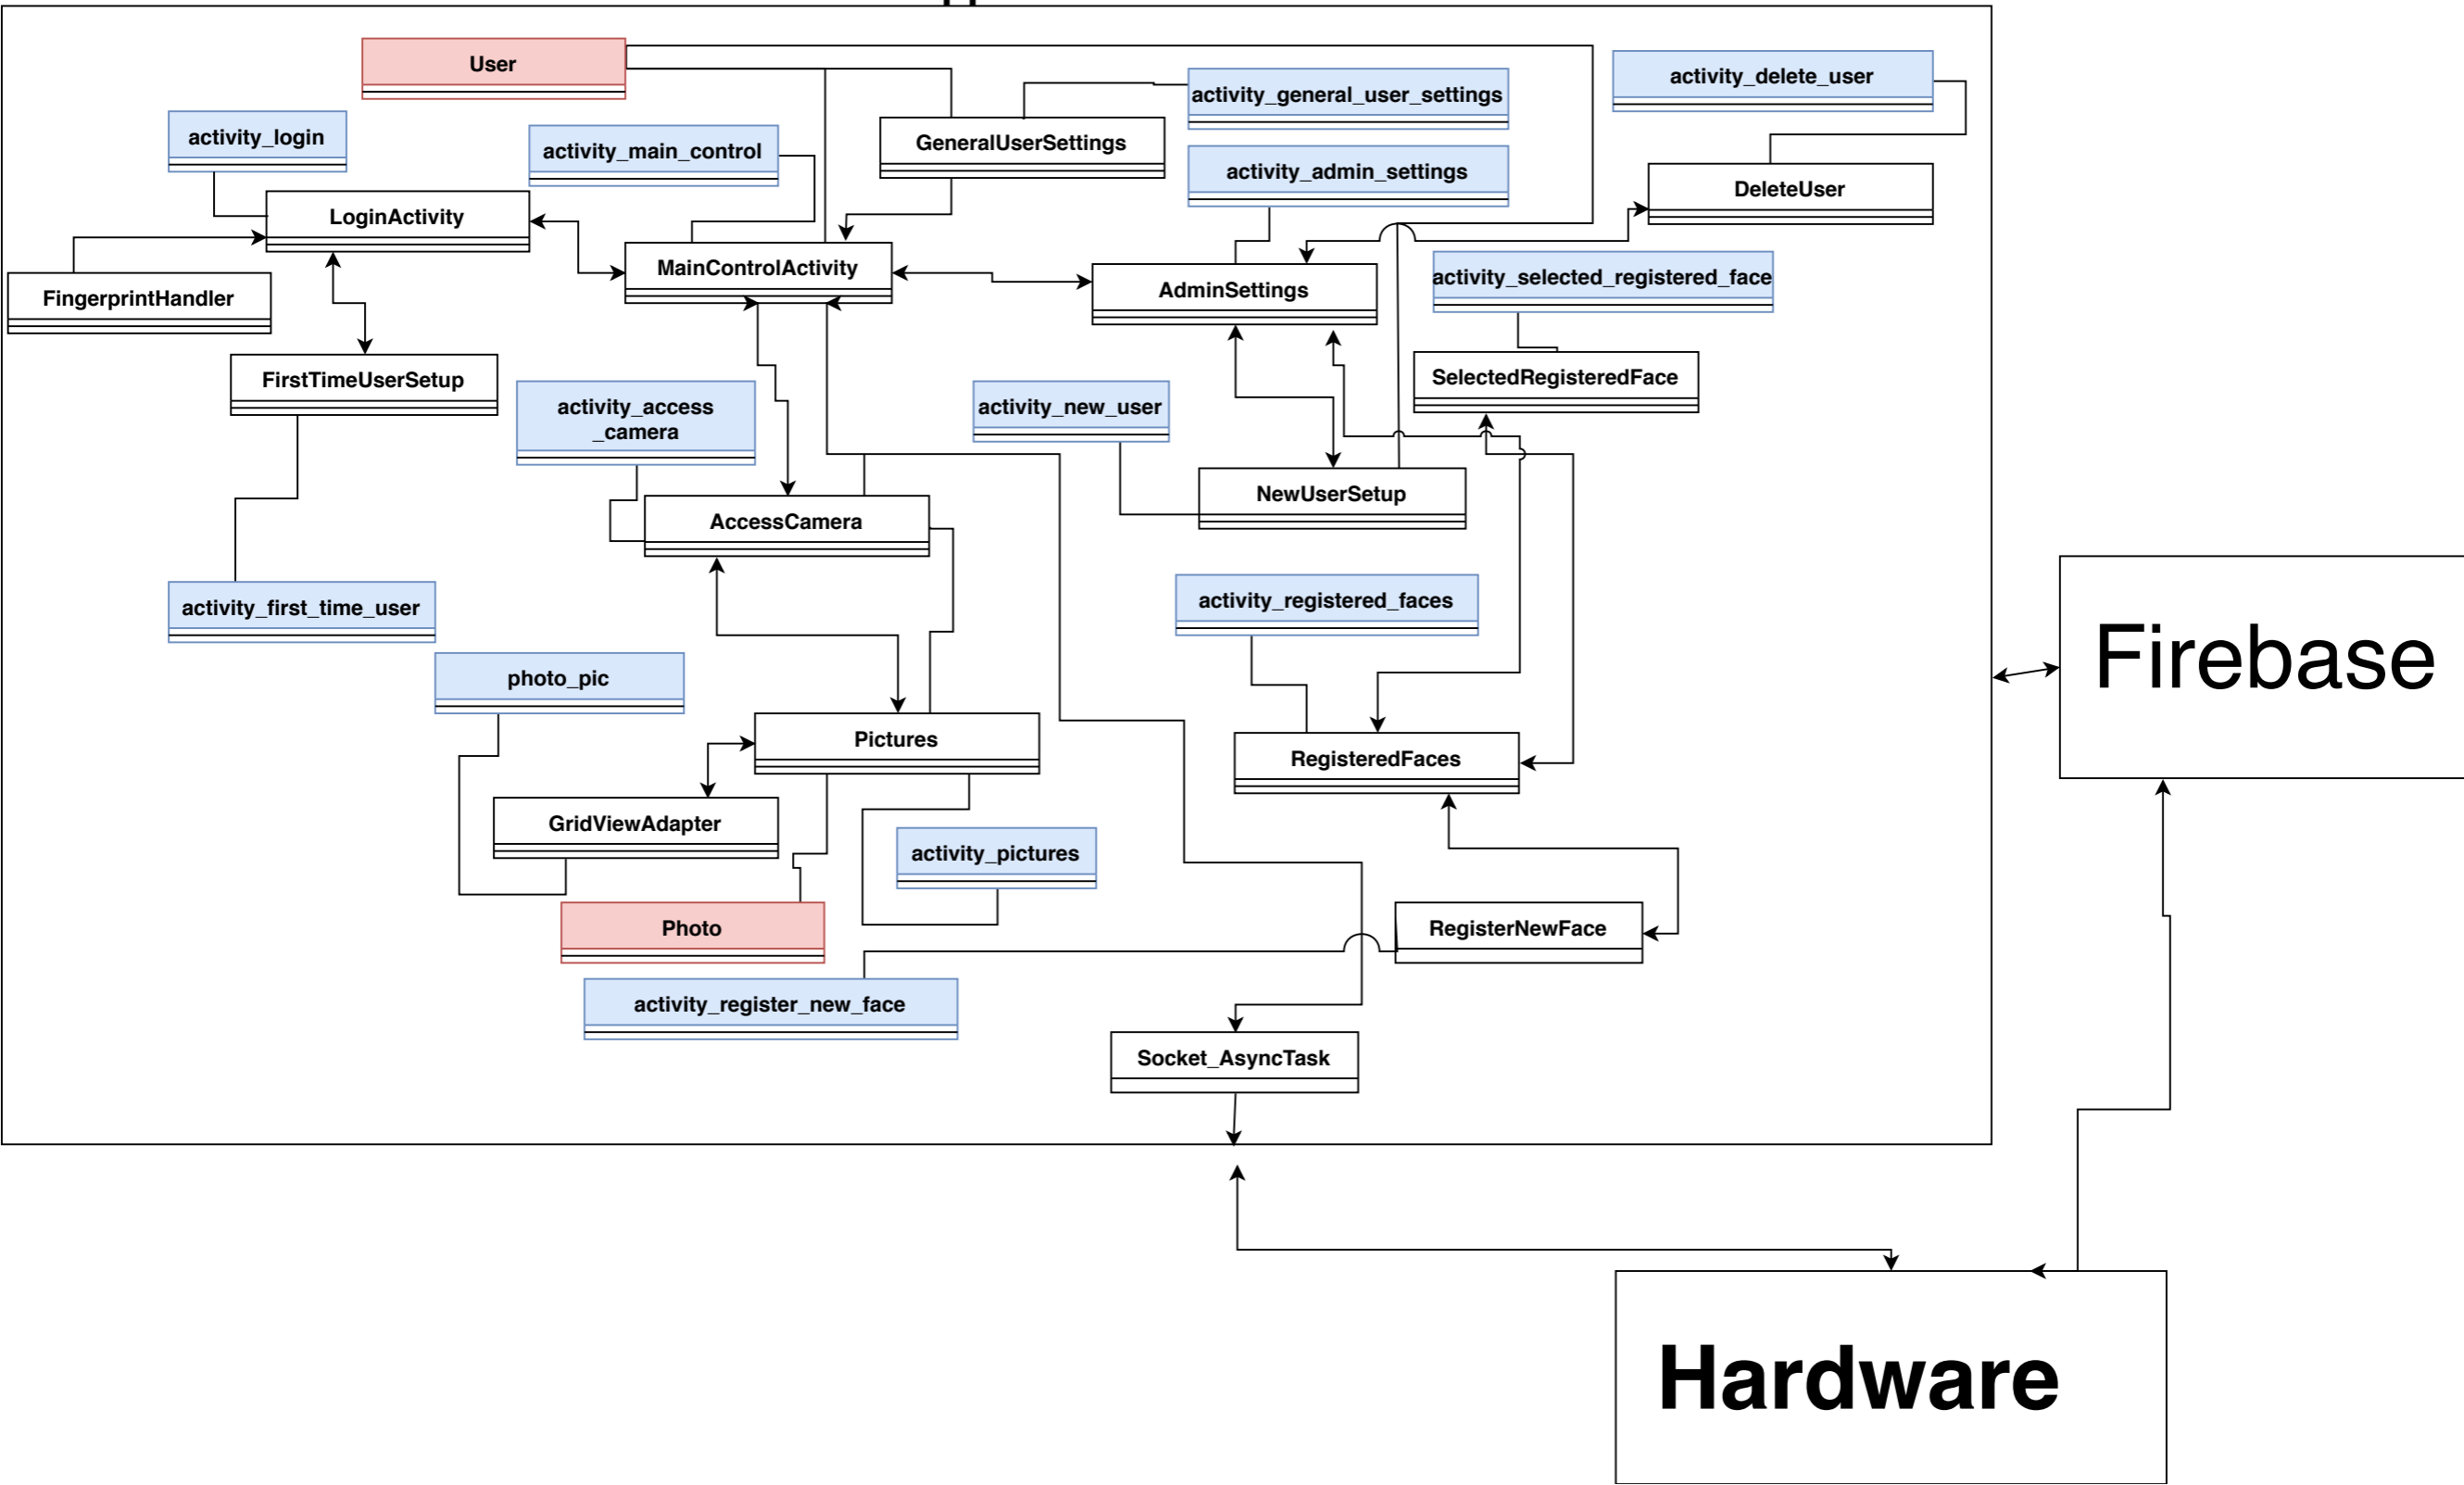 User
activity_delete_user
activity_general_user_settings
activity_login
activity_main_control
GeneralUserSettings
activity_admin_settings
DeleteUser
LoginActivity
MainControlActivity
activity_selected_registered_face
AdminSettings
FingerprintHandler
FirstTimeUserSetup
SelectedRegisteredFace
activity_access
_camera
activity_new_user
NewUserSetup
AccessCamera
activity_first_time_user
activity_registered_faces
Firebase
photo_pic
Pictures
RegisteredFaces
GridViewAdapter
activity_pictures
Photo
RegisterNewFace
activity_register_new_face
Socket_AsyncTask
Hardware